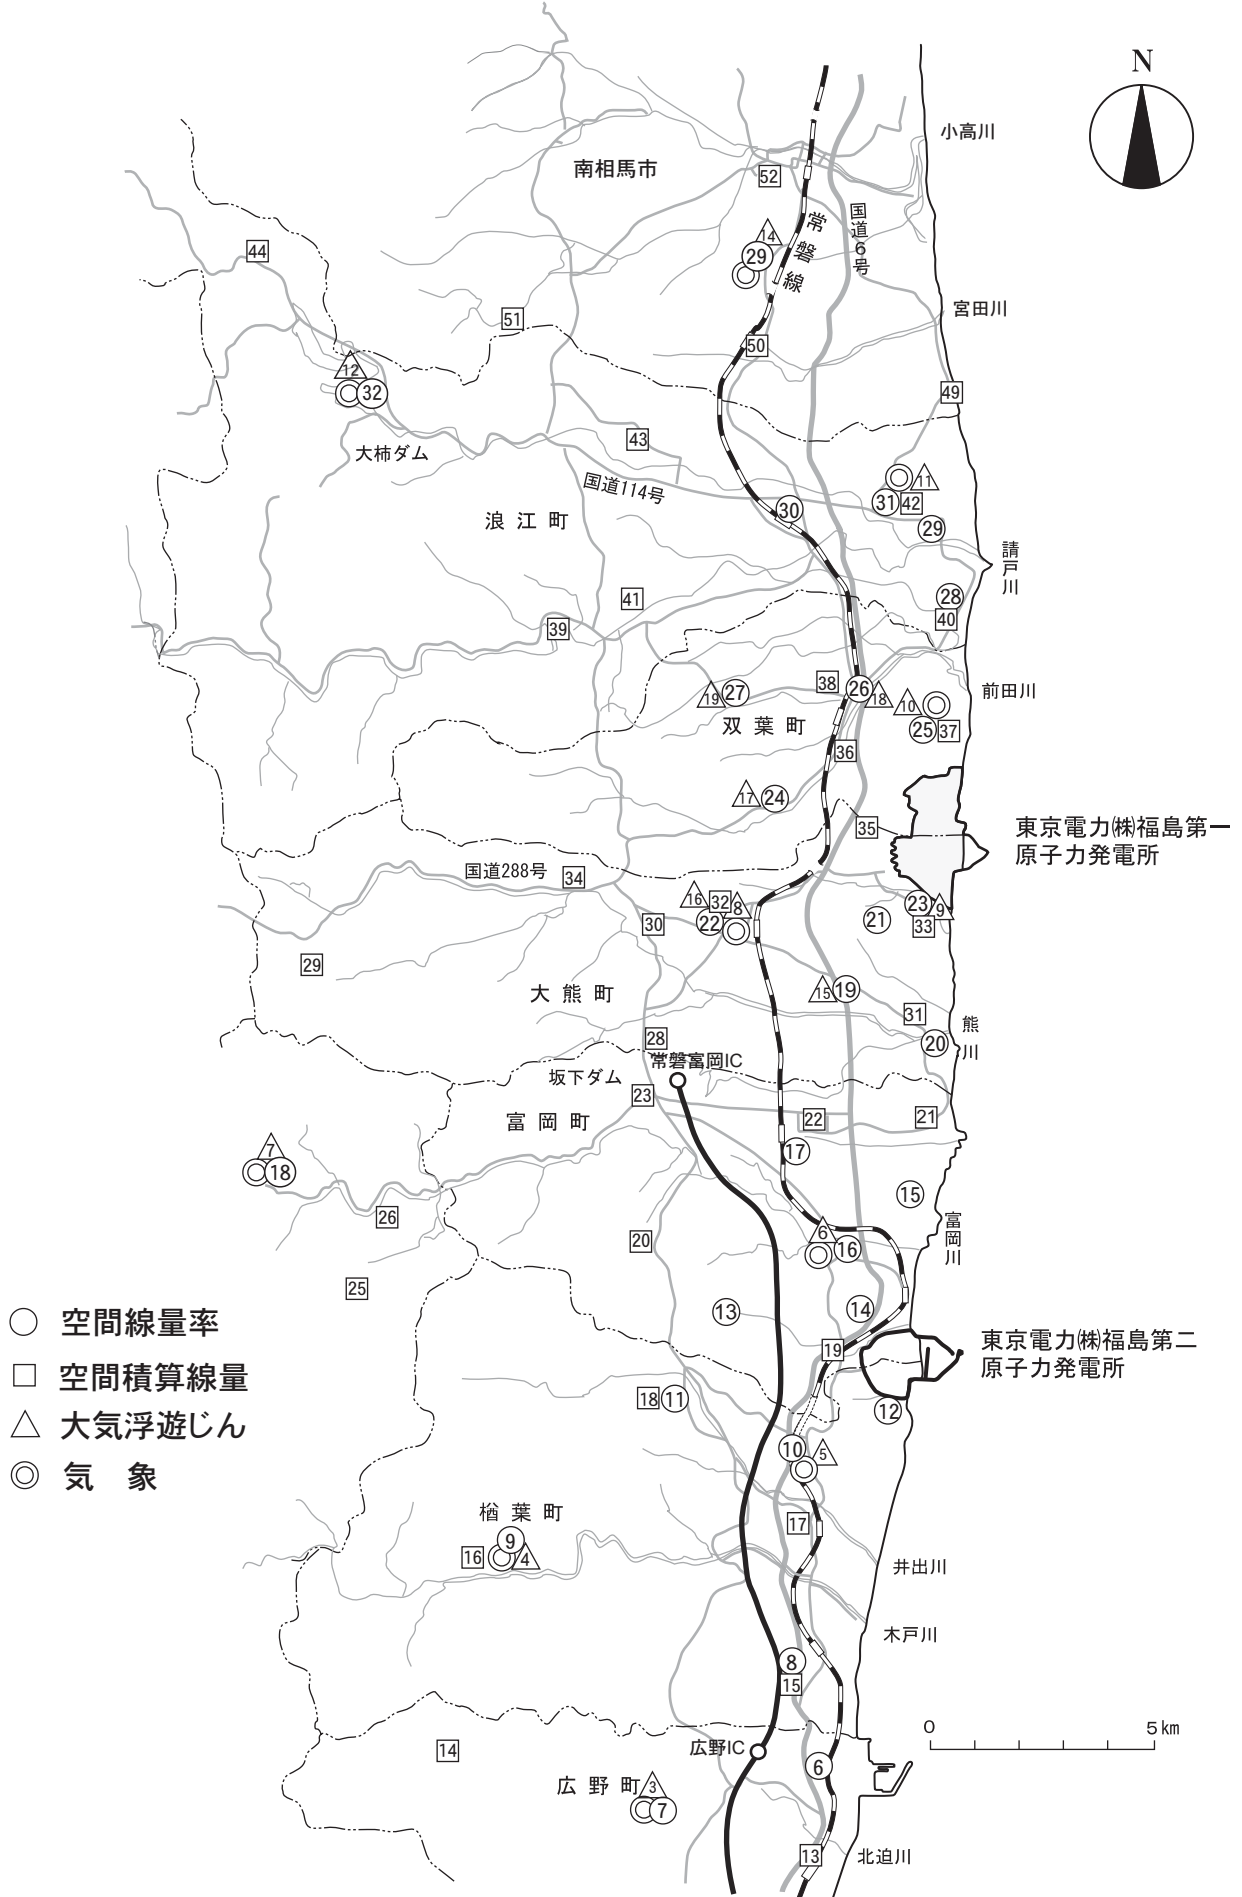 N
小高川
南相馬市
52
国道6号
常磐線
14
29
44
宮田川
51
50
12
32
49
43
大柿ダム
国道114号
11
31
42
30
29
浪江町
請戸川
28
41
40
39
38
26
18
10
19
27
前田川
双葉町
25
37
36
17
24
35
東京電力㈱福島第一
原子力発電所
国道288号
34
16
32
8
22
23
9
21
33
30
29
15
19
大熊町
31
熊川
28
20
常磐富岡IC
坂下ダム
23
富岡町
22
21
7
18
17
15
26
富岡川
20
6
16
25
13
14
○ 空間線量率
東京電力㈱福島第二
原子力発電所
19
□ 空間積算線量
18
11
12
△ 大気浮遊じん
10
5
◎ 気 象
楢葉町
17
9
16
4
井出川
木戸川
8
15
0 5km
14
広野IC
6
広野町
3
7
13
北迫川